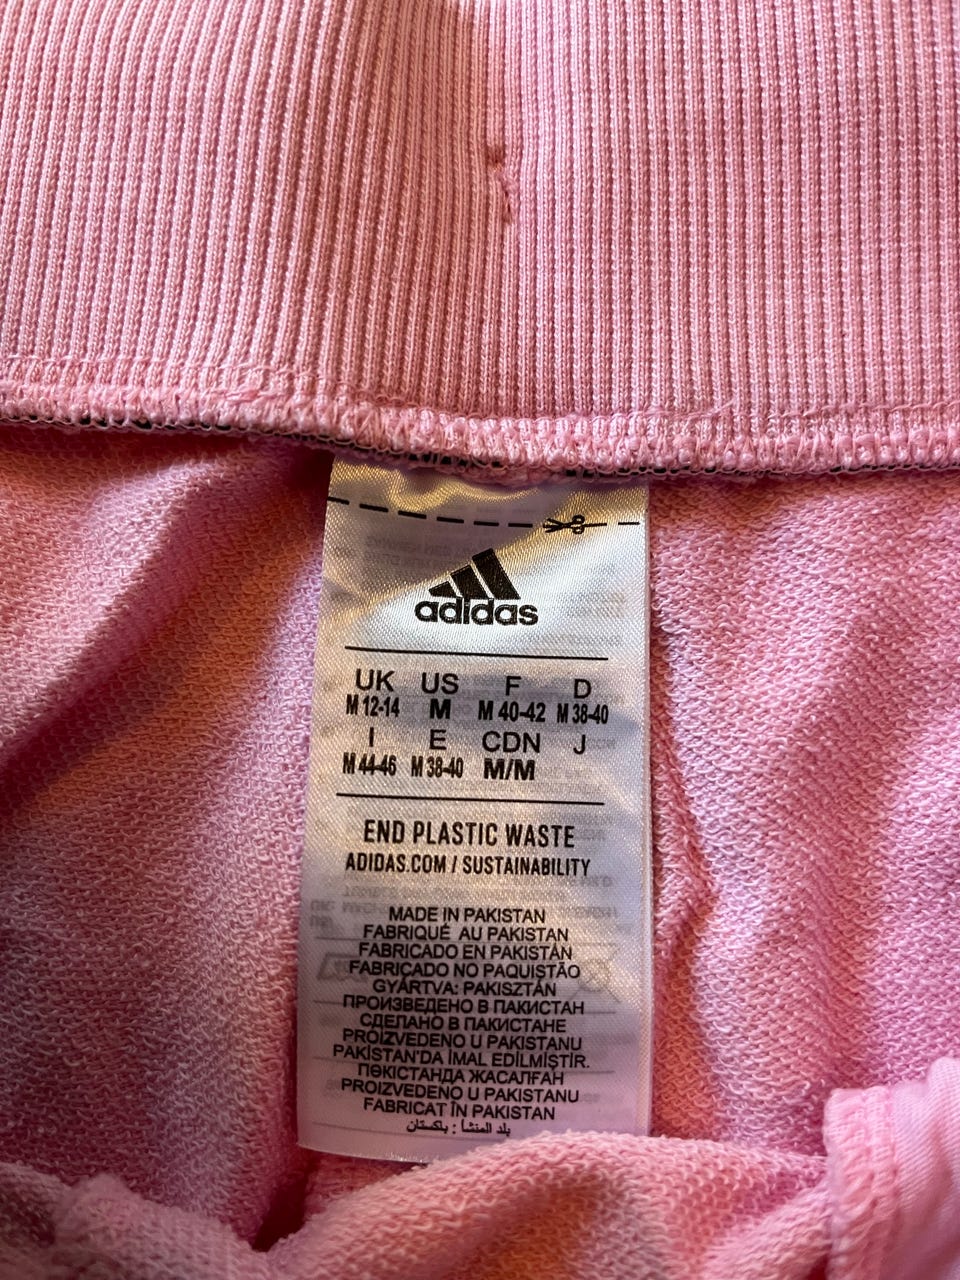 adidas
UK US F D
M 12-14 M M 40-42 M 38-40
I E CDN J
M 44-46 M 38-40 M/M
END PLASTIC WASTE
ADIDAS.COM / SUSTAINABILITY
MADE IN PAKISTAN
FABRIQUÉ AU PAKISTAN
FABRICADO EN PAKISTÁN
FABRICADO NO PAQUISTÃO
GYÁRTVA: PAKISZTÁN
ПРОИЗВЕДЕНО В ПАКИСТАН
СДЕЛАНО В ПАКИСТАНЕ
PROIZVEDENO U PAKISTANU
PAKİSTAN'DA İMAL EDİLMİŞTİR.
ПӘКІСТАНДА ЖАСАЛҒАН
PROIZVEDENO U PAKISTANU
FABRICAT ÎN PAKISTAN
بلد المنشأ : باكستان